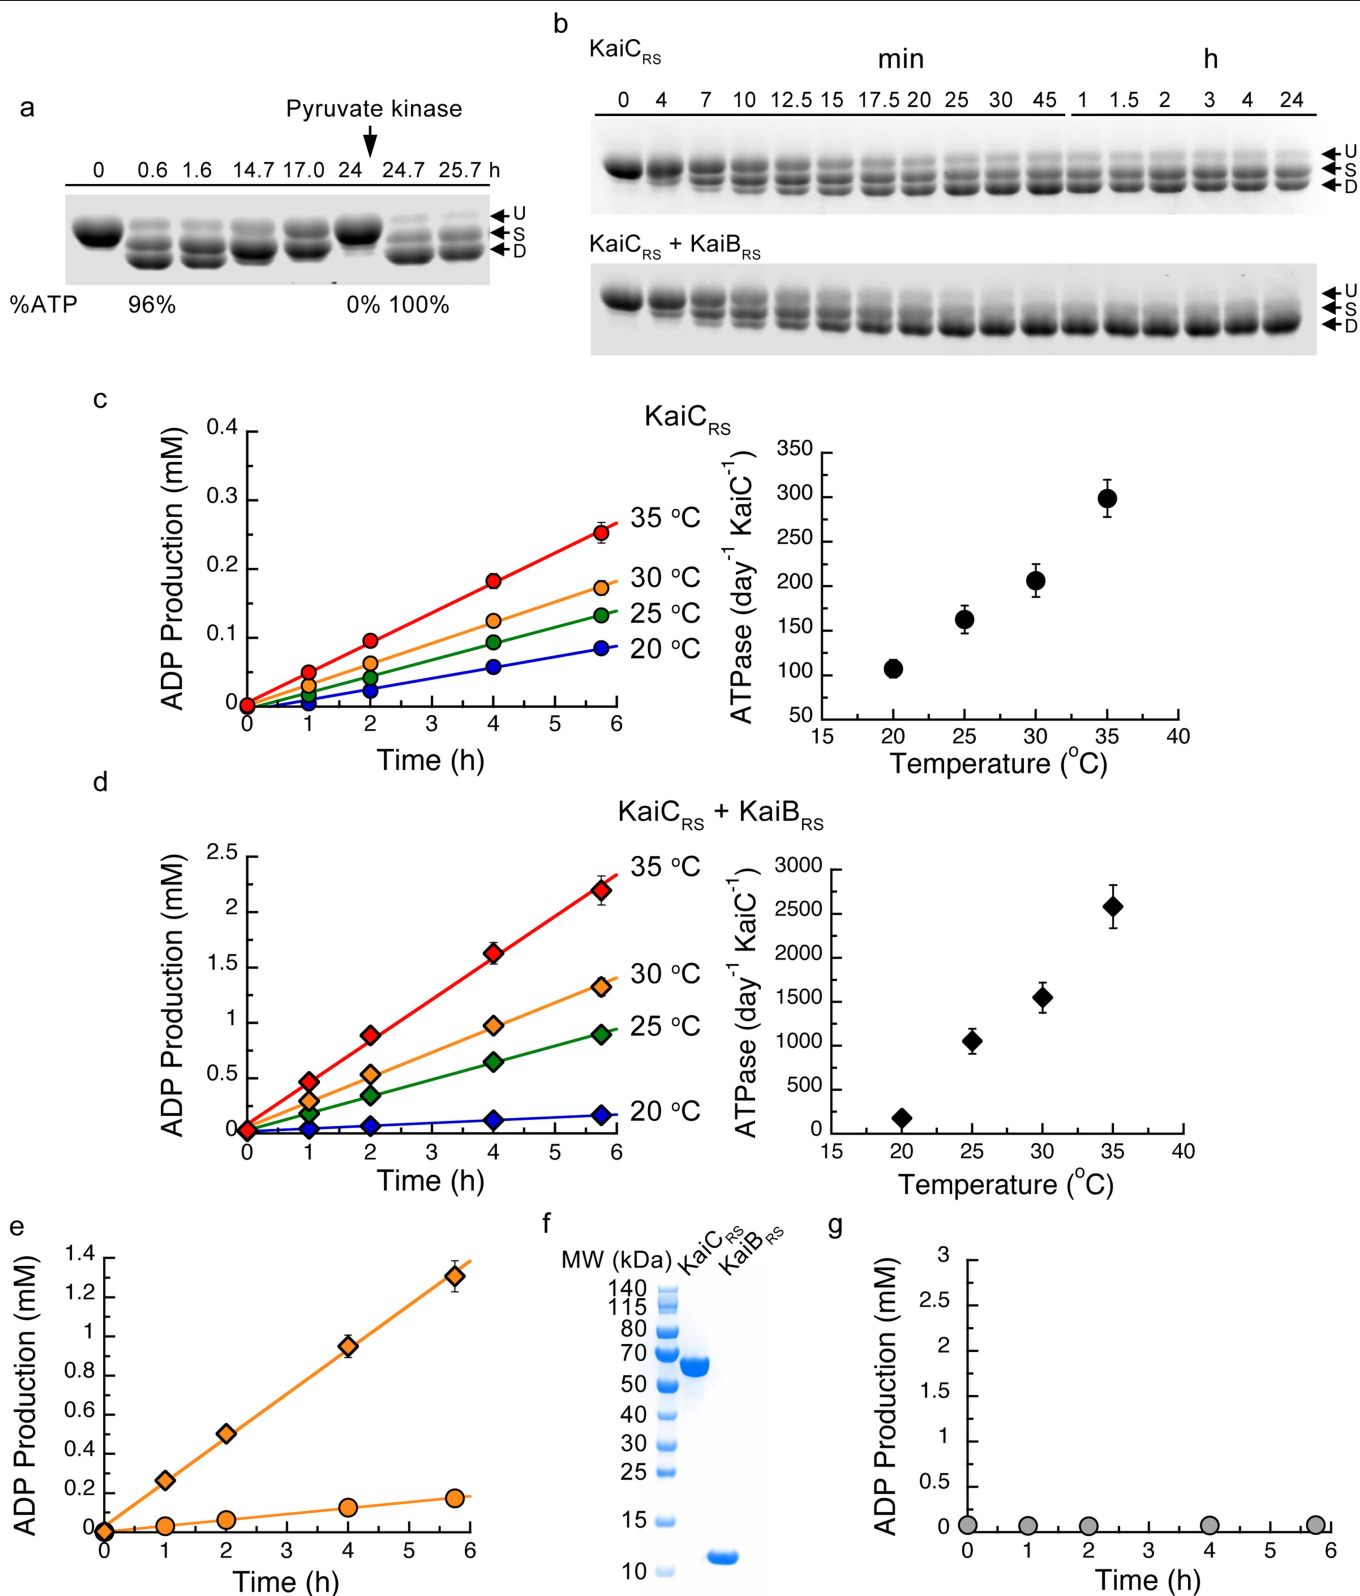 a
Pyruvate kinase
0 0.6 1.6 14.7 17.0 24 24.7 25.7 h
U
S
D
%ATP 96% 0% 100%
b
KaiC_RS min h
0 4 7 10 12.5 15 17.5 20 25 30 45 1 1.5 2 3 4 24
U
S
D
KaiC_RS + KaiB_RS
U
S
D
c
KaiC_RS
ADP Production (mM)
0.4
0.3
0.2
0.1
0
0 1 2 3 4 5 6
Time (h)
35 °C
30 °C
25 °C
20 °C
ATPase (day⁻¹ KaiC⁻¹)
350
300
250
200
150
100
50
15 20 25 30 35 40
Temperature (°C)
d
KaiC_RS + KaiB_RS
ADP Production (mM)
2.5
2
1.5
1
0.5
0
0 1 2 3 4 5 6
Time (h)
35 °C
30 °C
25 °C
20 °C
ATPase (day⁻¹ KaiC⁻¹)
3000
2500
2000
1500
1000
500
0
15 20 25 30 35 40
Temperature (°C)
e
ADP Production (mM)
1.4
1.2
1
0.8
0.6
0.4
0.2
0
0 1 2 3 4 5 6
Time (h)
f
MW (kDa) KaiC_RS KaiB_RS
140
115
80
70
50
40
30
25
15
10
g
ADP Production (mM)
3
2.5
2
1.5
1
0.5
0
0 1 2 3 4 5 6
Time (h)